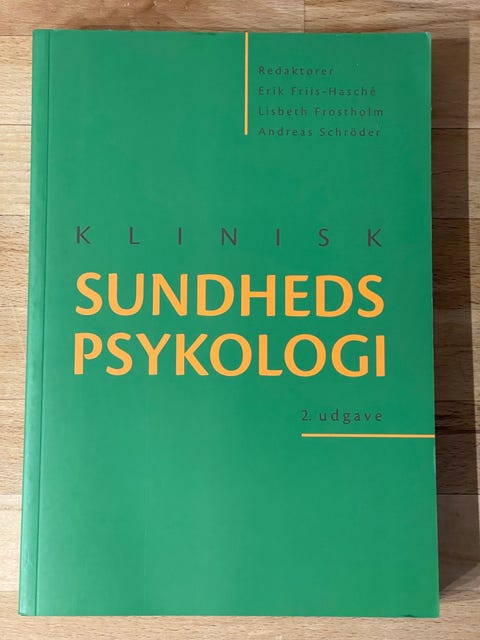 Redaktører
Erik Friis-Hasché
Lisbeth Frostholm
Andreas Schröder
KLINISK
SUNDHEDS
PSYKOLOGI
2. udgave